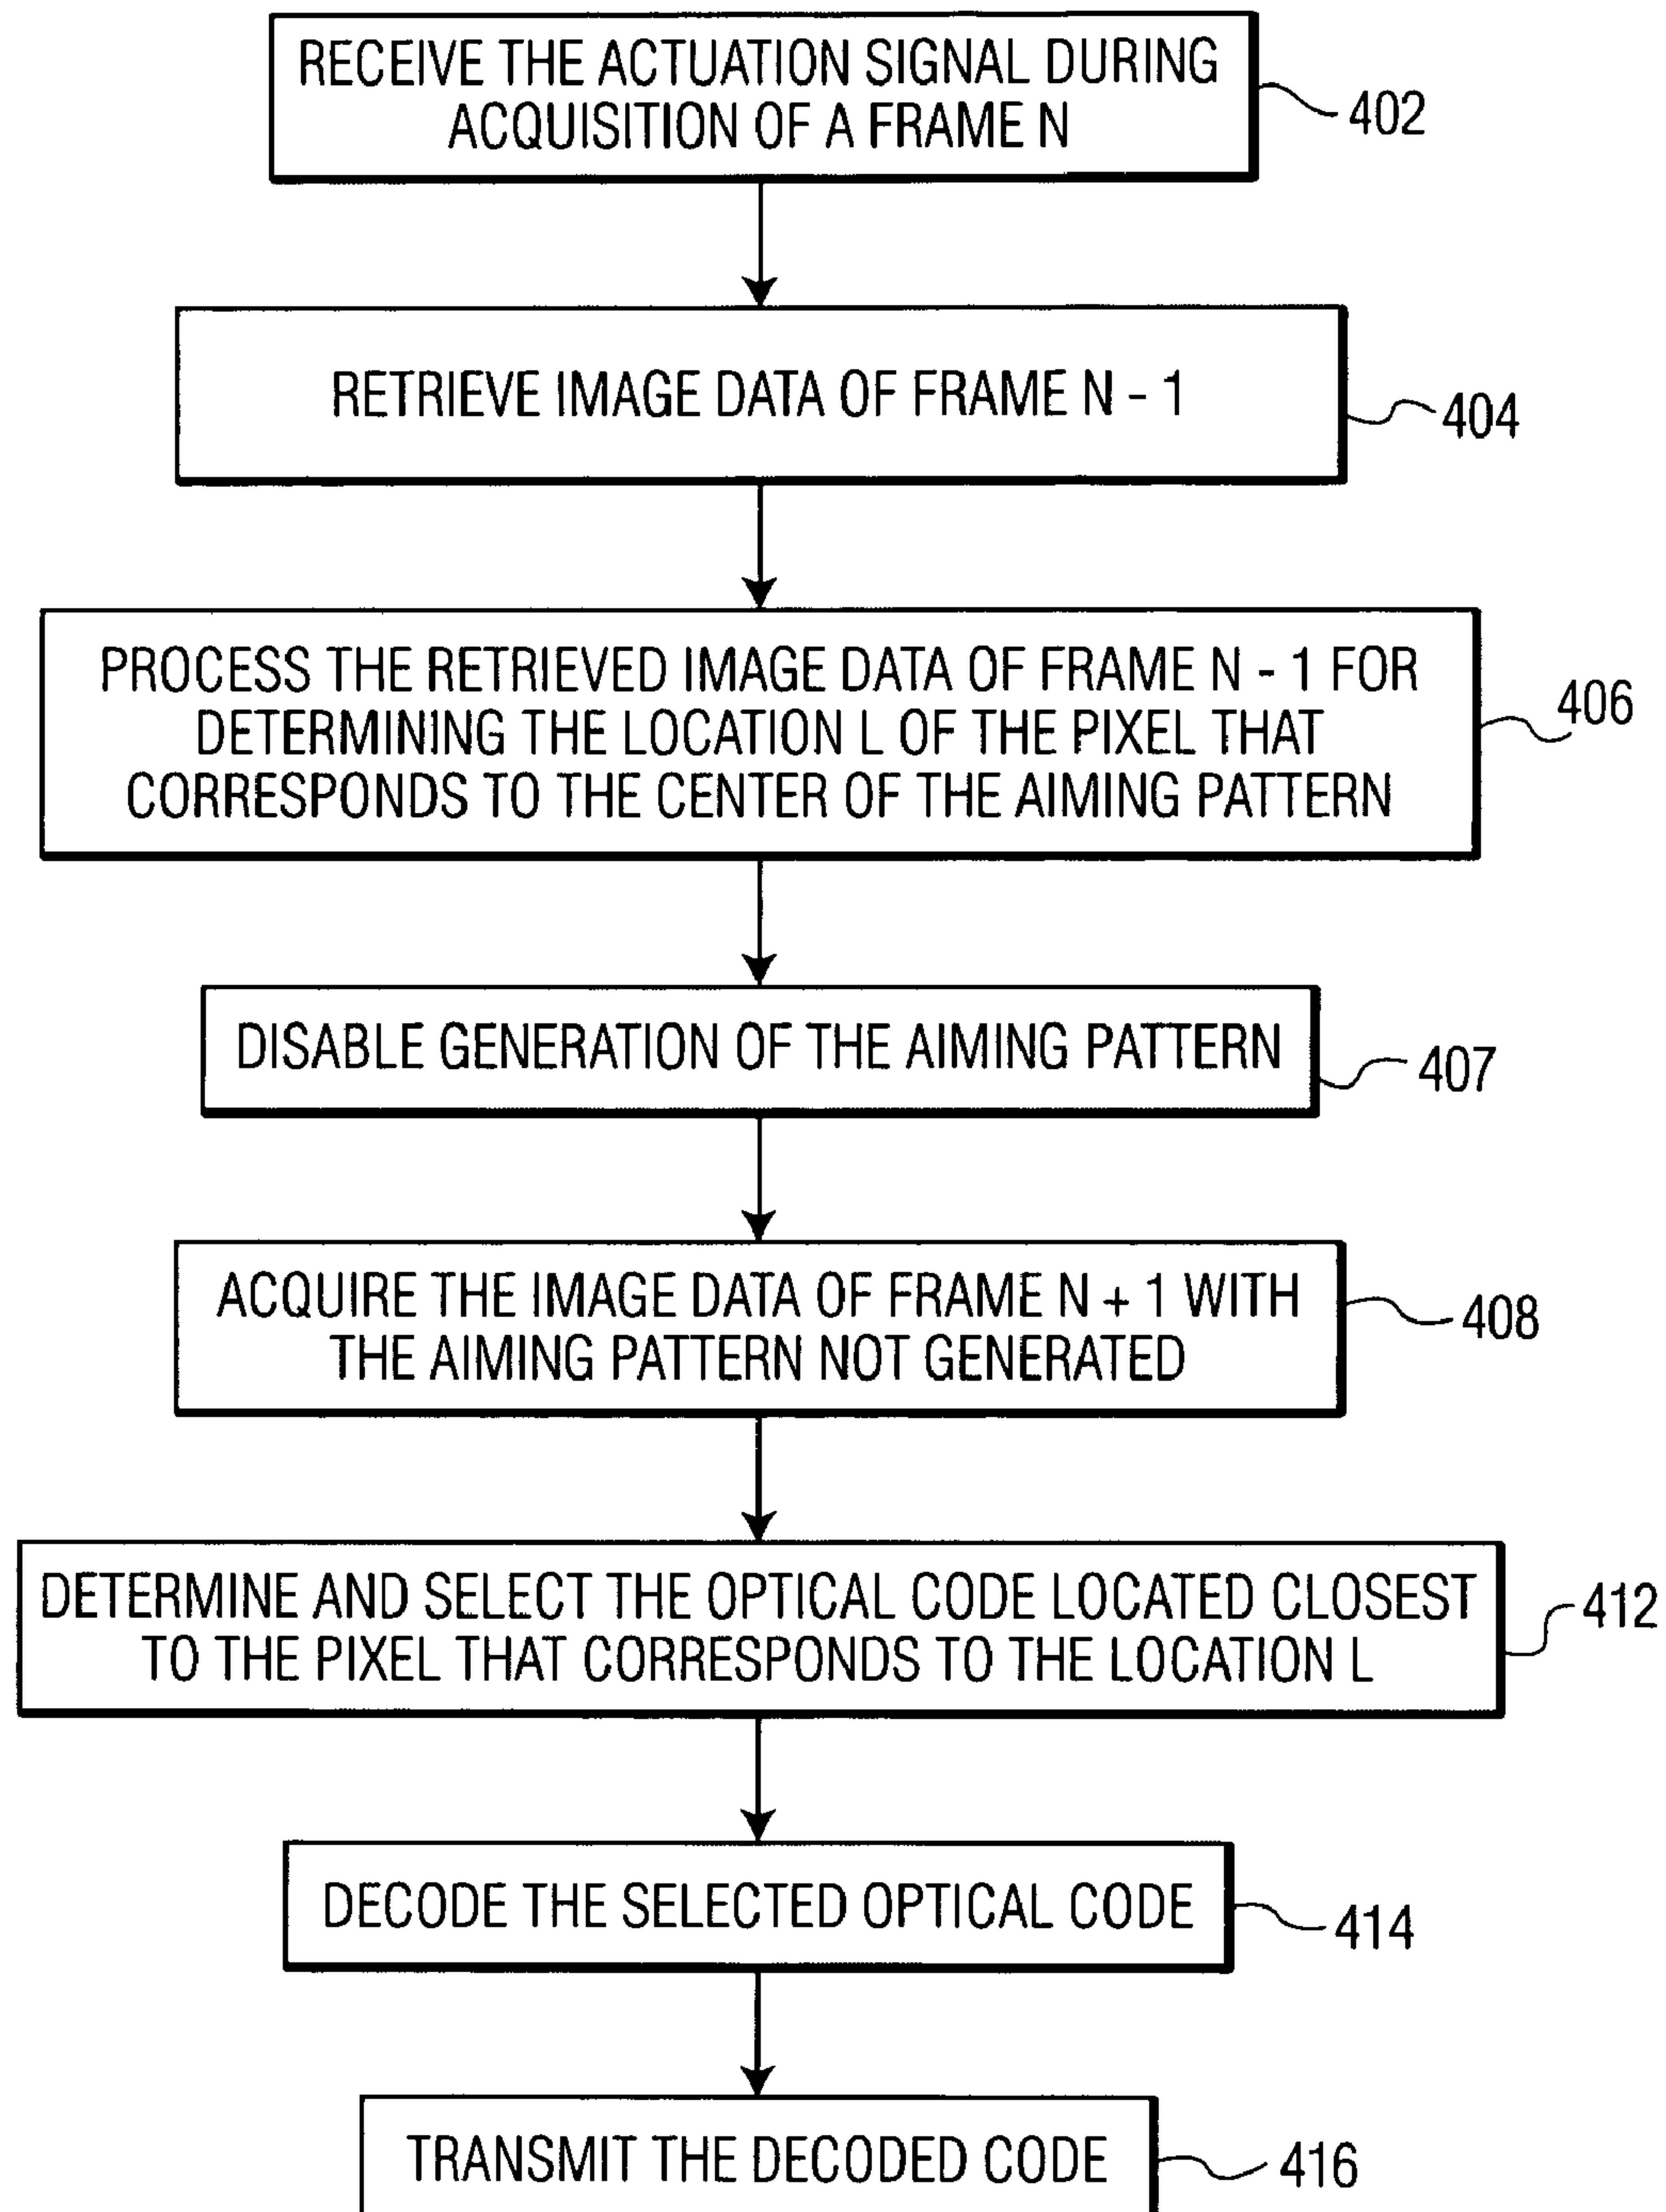 RECEIVE THE ACTUATION SIGNAL DURING
ACQUISITION OF A FRAME N
402
RETRIEVE IMAGE DATA OF FRAME N - 1
404
PROCESS THE RETRIEVED IMAGE DATA OF FRAME N - 1 FOR
DETERMINING THE LOCATION L OF THE PIXEL THAT
CORRESPONDS TO THE CENTER OF THE AIMING PATTERN
406
DISABLE GENERATION OF THE AIMING PATTERN
407
ACQUIRE THE IMAGE DATA OF FRAME N + 1 WITH
THE AIMING PATTERN NOT GENERATED
408
DETERMINE AND SELECT THE OPTICAL CODE LOCATED CLOSEST
TO THE PIXEL THAT CORRESPONDS TO THE LOCATION L
412
DECODE THE SELECTED OPTICAL CODE
414
TRANSMIT THE DECODED CODE
416